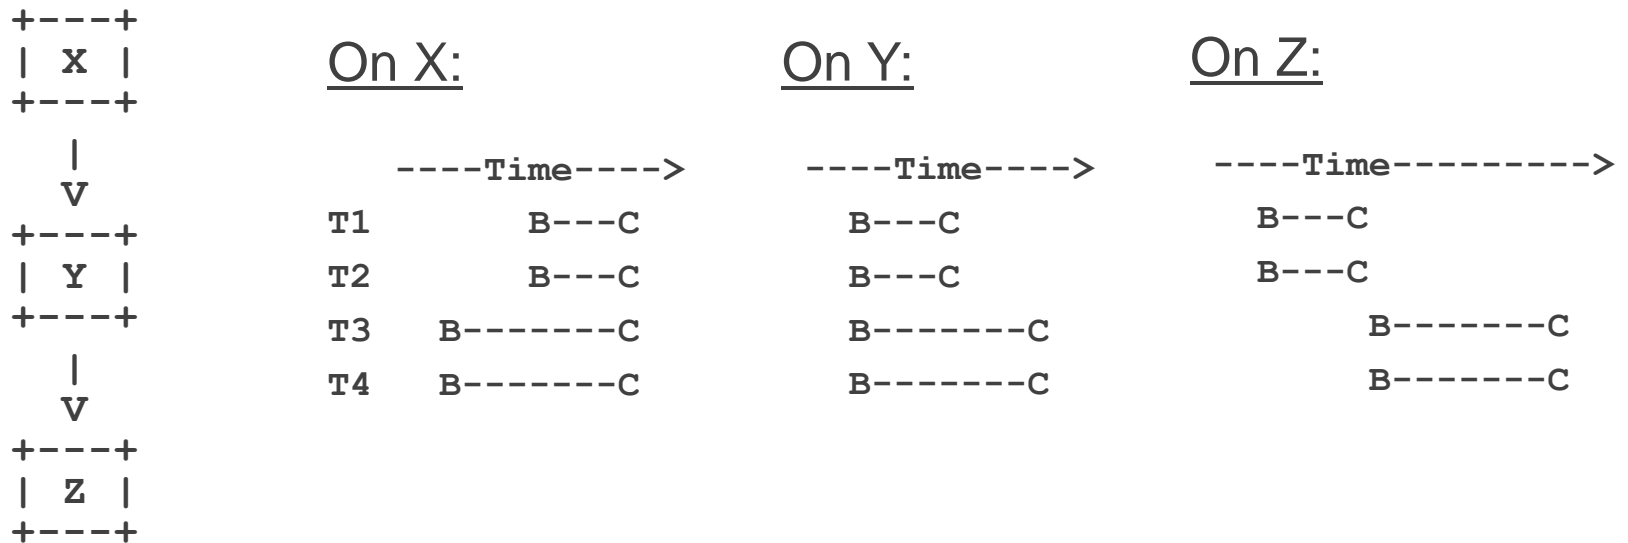 +---+
| X |
+---+
|
V
+---+
| Y |
+---+
|
V
+---+
| Z |
+---+
On X:
----Time---->
T1 B---C
T2 B---C
T3 B-------C
T4 B-------C
On Y:
----Time---->
B---C
B---C
B-------C
B-------C
On Z:
----Time--------->
B---C
B---C
B-------C
B-------C